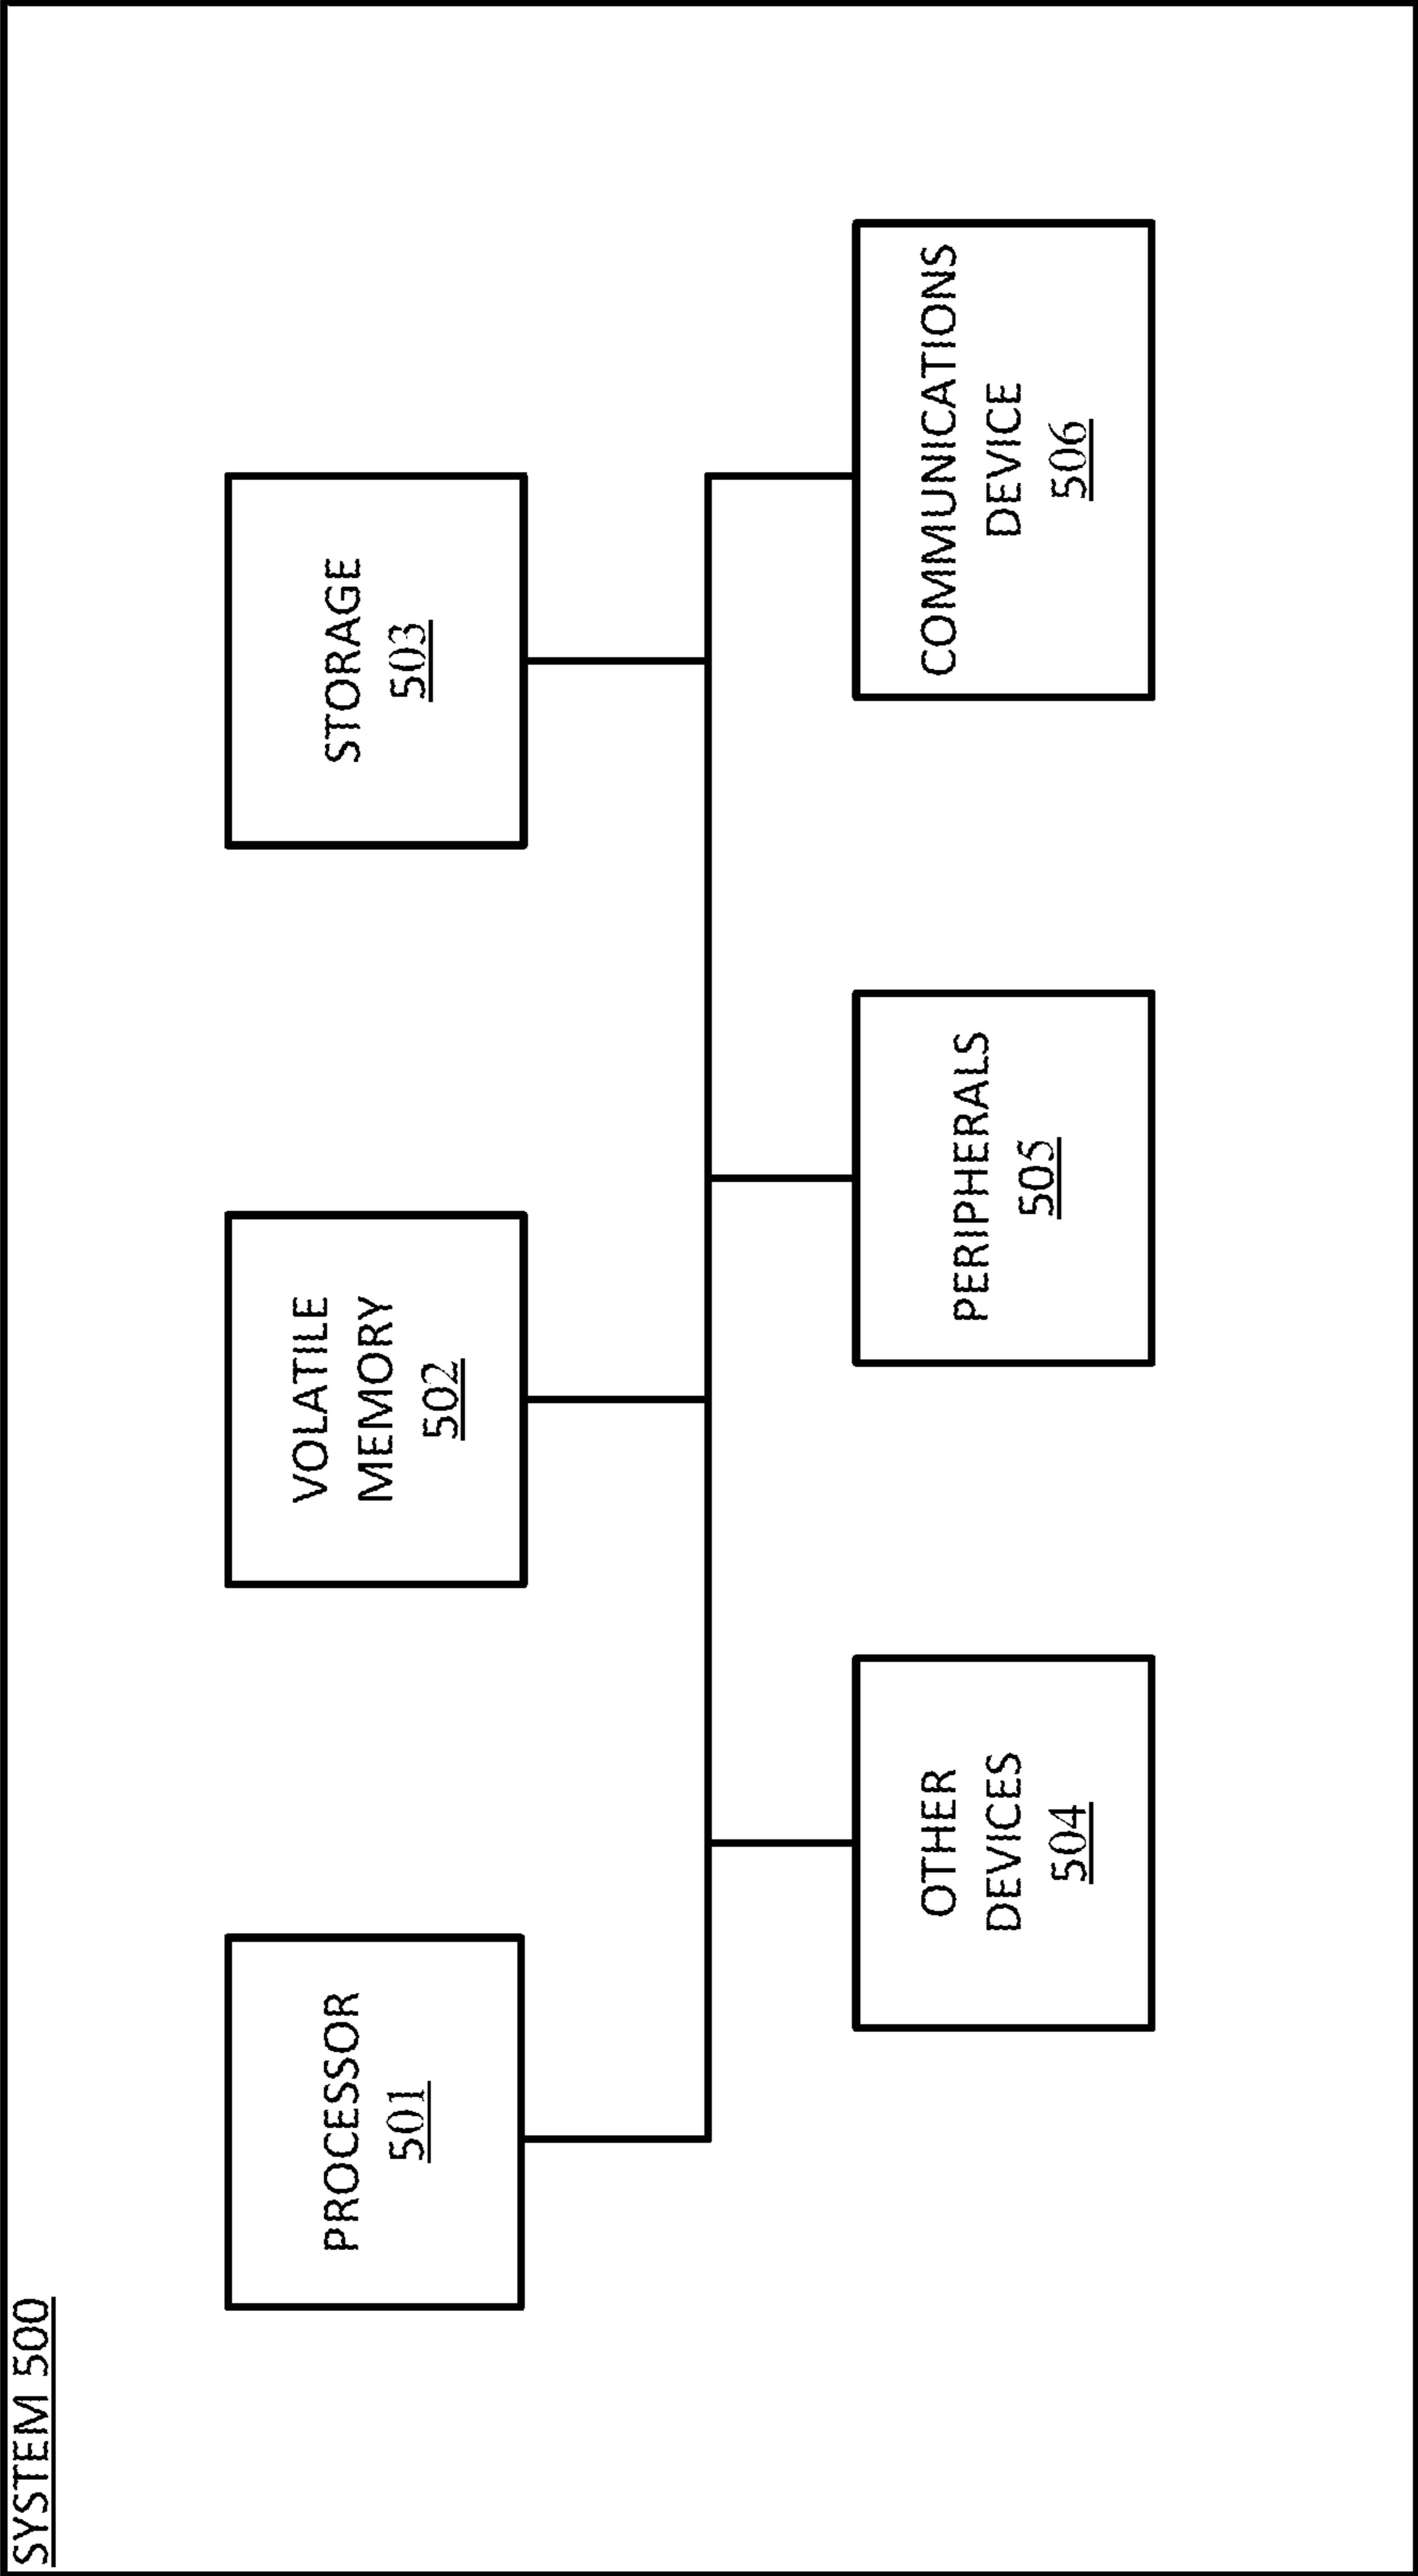 SYSTEM 500
PROCESSOR
501
VOLATILE
MEMORY
502
STORAGE
503
OTHER
DEVICES
504
PERIPHERALS
505
COMMUNICATIONS
DEVICE
506